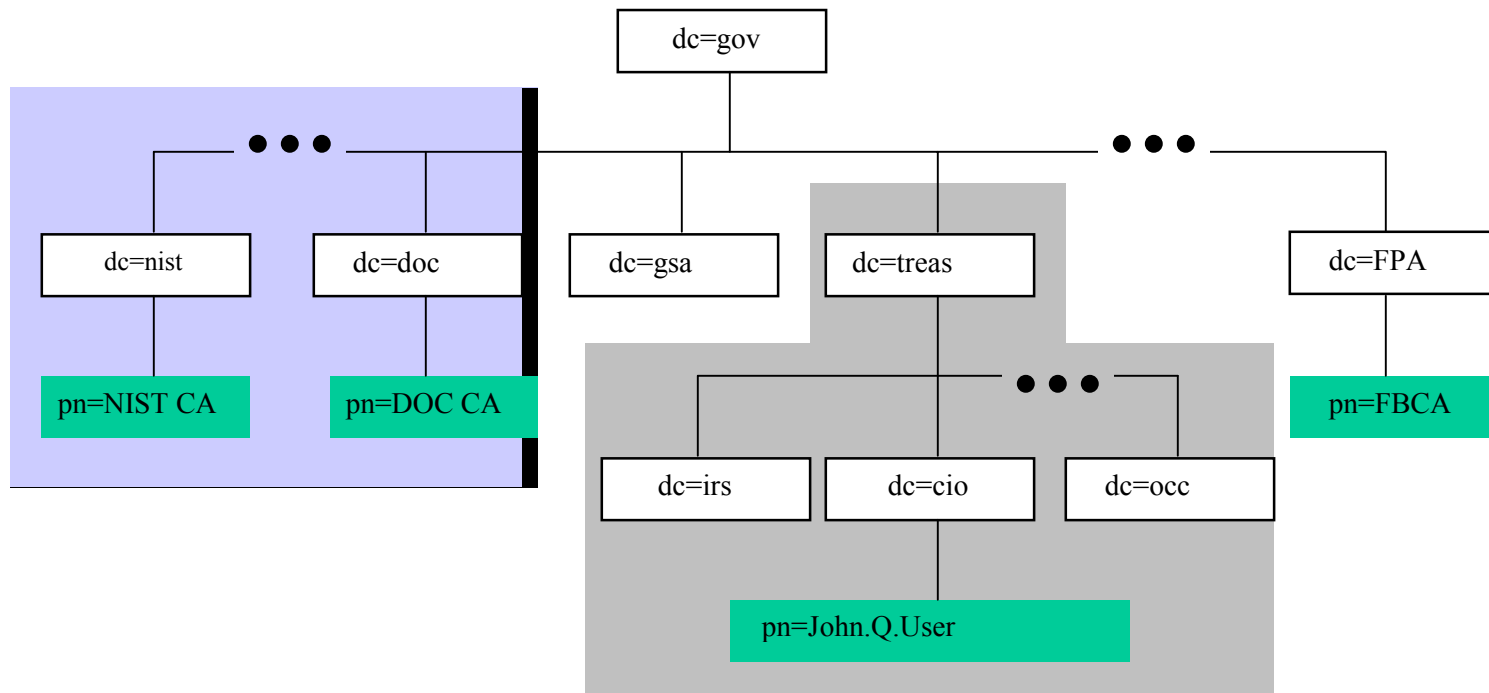 dc=gov
dc=nist
dc=doc
dc=gsa
dc=treas
dc=FPA
pn=NIST CA
pn=DOC CA
pn=FBCA
dc=irs
dc=cio
dc=occ
pn=John.Q.User